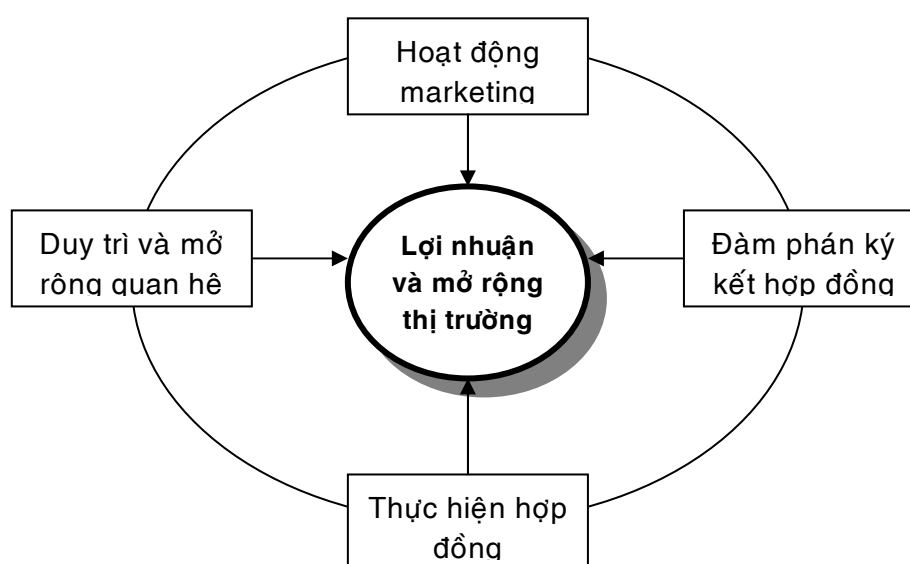 Hoạt động
marketing
Duy trì và mở
rộng quan hệ
Lợi nhuận
và mở rộng
thị trường
Đàm phán ký
kết hợp đồng
Thực hiện hợp
đồng